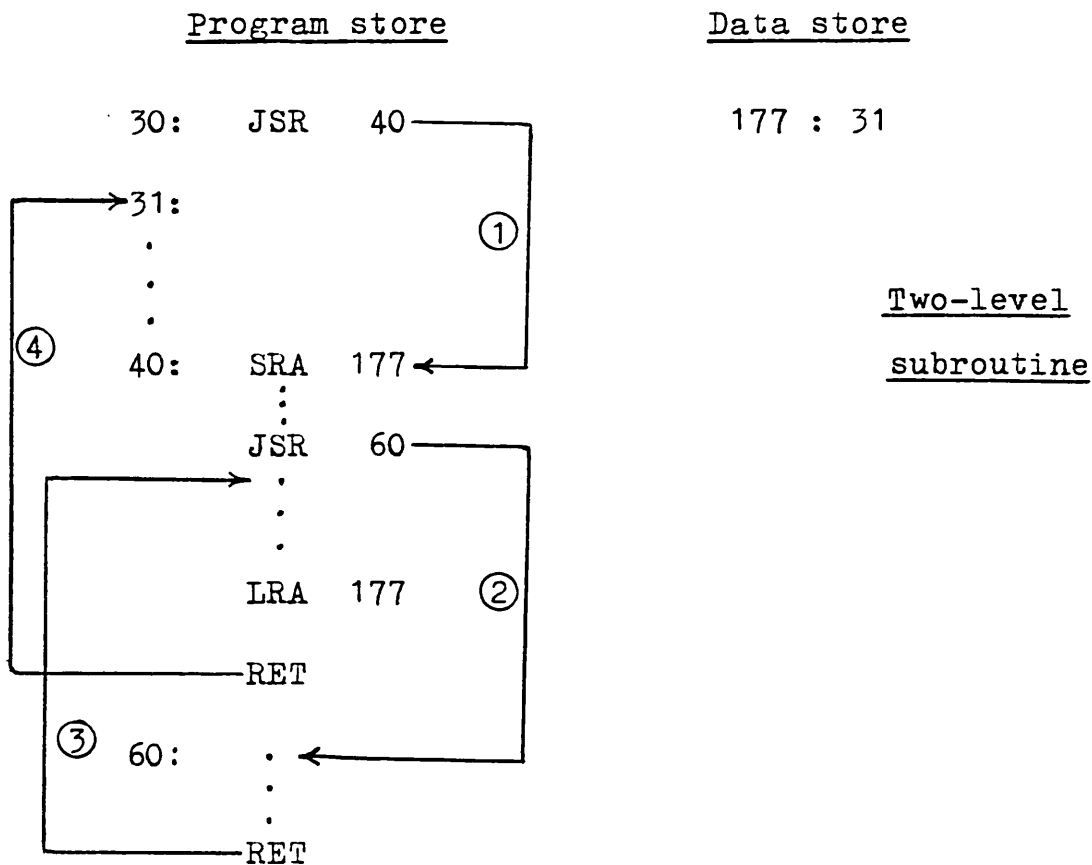 Program store Data store
30: JSR 40 177 : 31
31:
①
Two-level
④
40: SRA 177 subroutine
JSR 60
LRA 177 ②
RET
③
60:
RET